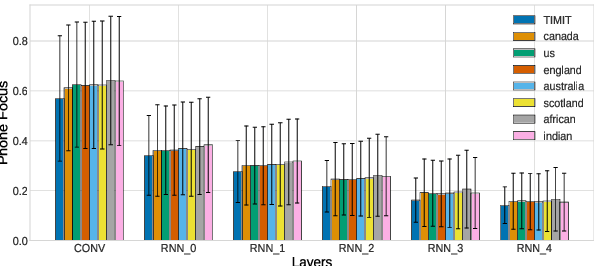 Phone Focus
0.8
0.6
0.4
0.2
0.0
CONV
RNN_0
RNN_1
RNN_2
RNN_3
RNN_4
Layers
TIMIT
canada
us
england
australia
scotland
african
indian